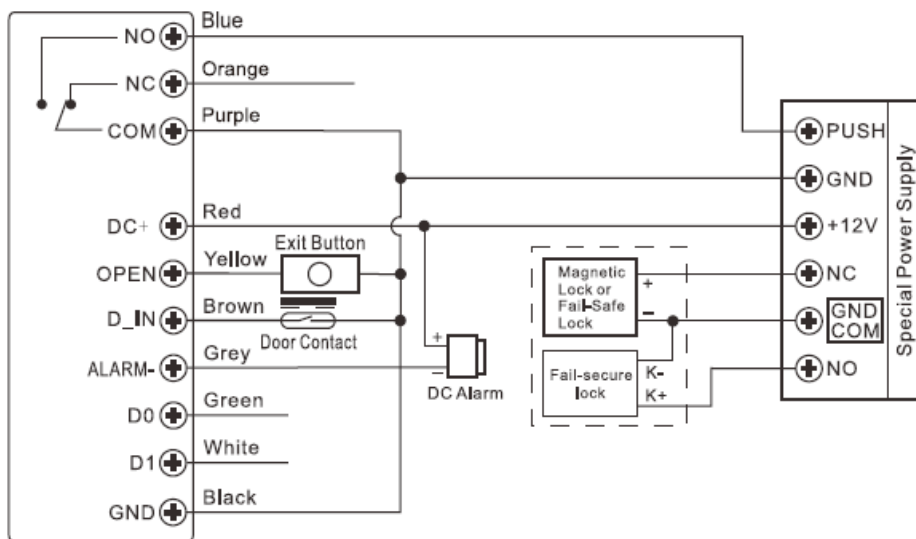 NO Blue
NC Orange
COM Purple
DC+ Red
OPEN Yellow
Exit Button
D_IN Brown
Door Contact
ALARM- Grey
+
−
DC Alarm
D0 Green
D1 White
GND Black
Magnetic
Lock or
Fail-Safe
Lock
+
−
Fail-secure
lock
K-
K+
PUSH
GND
+12V
NC
GND
COM
NO
Special Power Supply